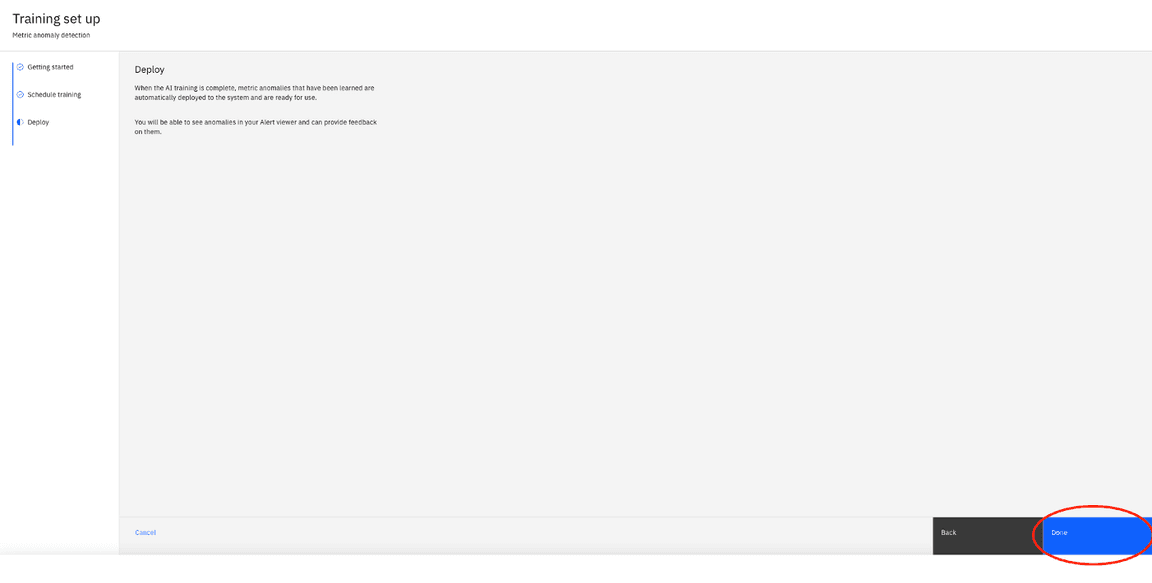 Training set up
Metric anomaly detection
Getting started
Schedule training
Deploy
Deploy
When the AI training is complete, metric anomalies that have been learned are
automatically deployed to the system and are ready for use.
You will be able to see anomalies in your Alert viewer and can provide feedback
on them.
Cancel
Back
Done